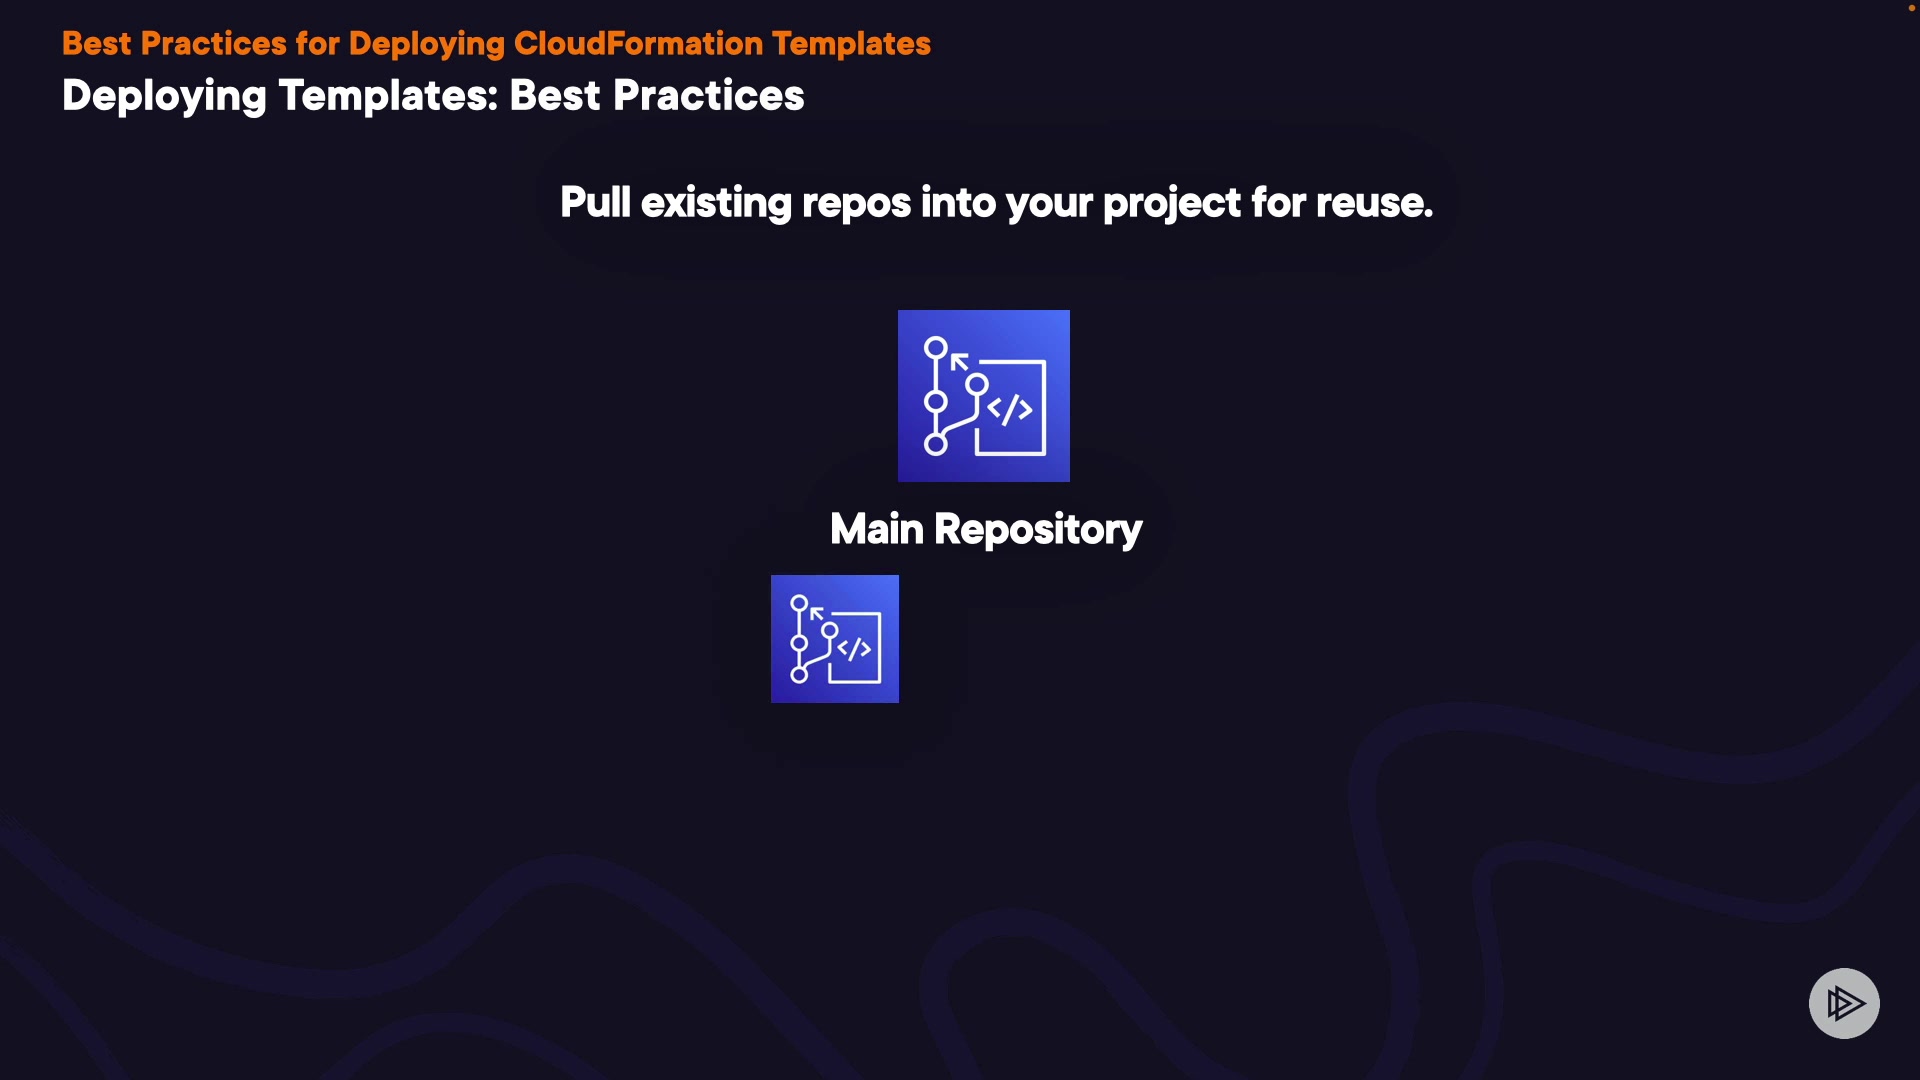 Best Practices for Deploying CloudFormation Templates
Deploying Templates: Best Practices
Pull existing repos into your project for reuse.
Main Repository